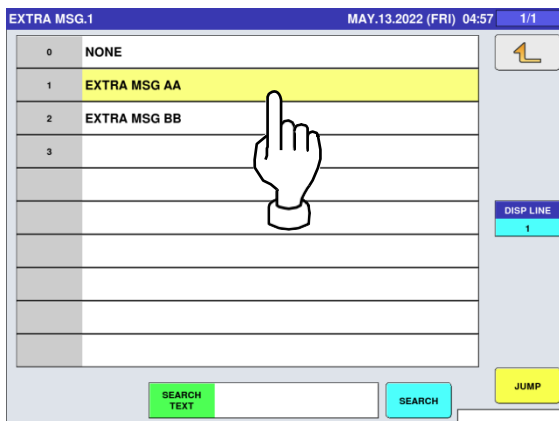 EXTRA MSG.1 MAY.13.2022 (FRI) 04:57 1/1
0 NONE
1 EXTRA MSG AA
2 EXTRA MSG BB
3
DISP LINE
1
SEARCH TEXT
SEARCH
JUMP